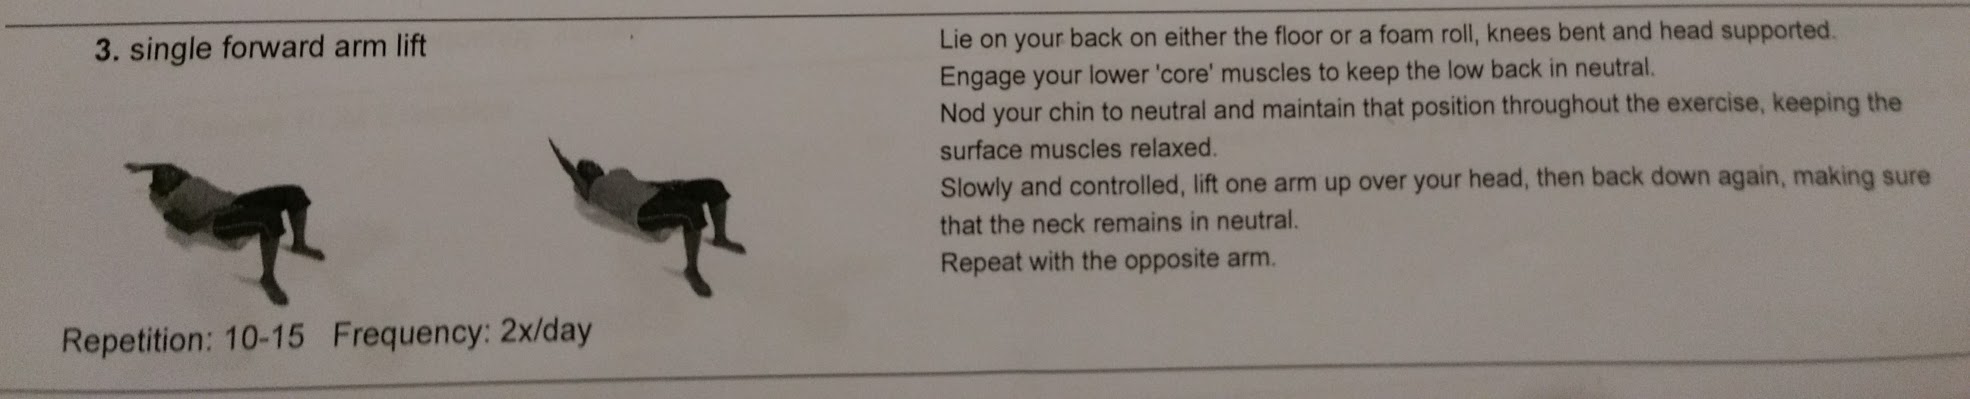 3. single forward arm lift
Lie on your back on either the floor or a foam roll, knees bent and head supported.
Engage your lower 'core' muscles to keep the low back in neutral.
Nod your chin to neutral and maintain that position throughout the exercise, keeping the
surface muscles relaxed.
Slowly and controlled, lift one arm up over your head, then back down again, making sure
that the neck remains in neutral.
Repeat with the opposite arm.
Repetition: 10-15 Frequency: 2x/day